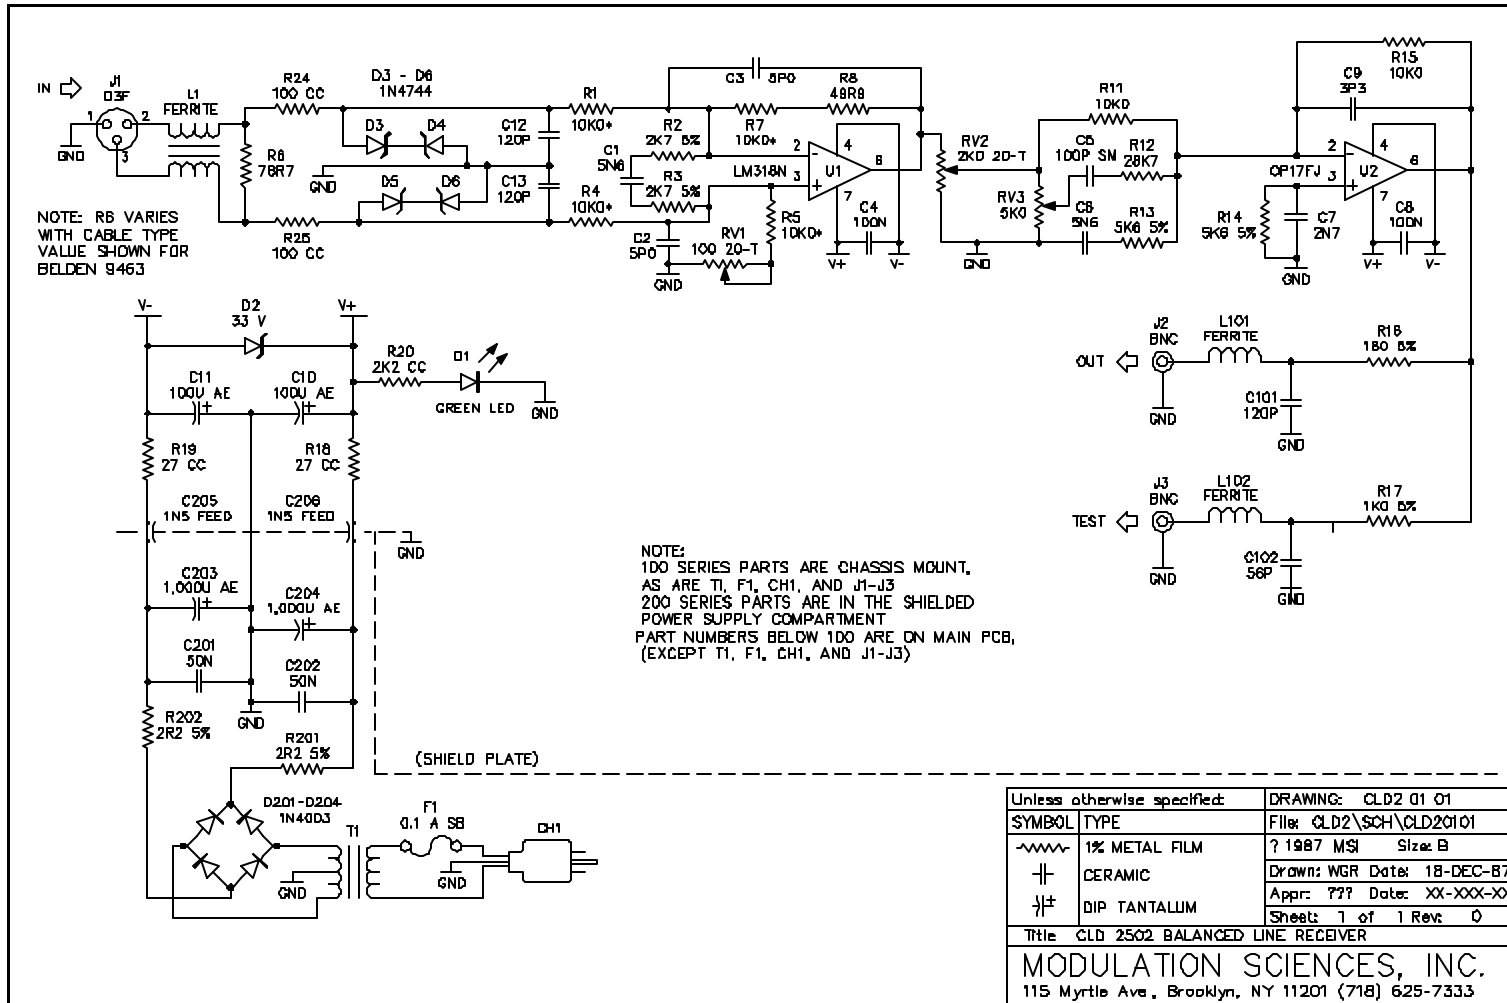 IN
J1
D3F
1
2
3
GND
L1
FERRITE
R24
100 CC
R6
78R7
D3 - D6
1N4744
D3
D4
D5
D6
GND
R25
100 CC
C12
120P
C13
120P
R1
10K0*
R4
10K0*
C1
5N6
R2
2K7 5%
R3
2K7 5%
C3
5P0
R7
10K0*
R8
49R9
LM318N
U1
2
3
4
6
7
R5
10K0*
RV1
100 20-T
C2
5P0
GND
C4
100N
V+
V-
RV2
2K0 20-T
RV3
5K0
GND
R11
10K0
C5
100P SM
R12
28K7
C6
5N6
R13
5K6 5%
R15
10K0
C9
3P3
OP17FJ
U2
2
3
4
6
7
R14
5K6 5%
C7
2N7
GND
C8
100N
V+
V-
NOTE: R6 VARIES
WITH CABLE TYPE
VALUE SHOWN FOR
BELDEN 9463
V-
D2
33 V
V+
R20
2K2 CC
D1
GREEN LED
GND
C11
100U AE
C10
100U AE
R19
27 CC
R18
27 CC
C205
1N5 FEED
C206
1N5 FEED
GND
C203
1,000U AE
C204
1,000U AE
C201
50N
C202
50N
GND
R202
2R2 5%
R201
2R2 5%
(SHIELD PLATE)
D201-D204
1N4003
T1
GND
F1
0.1 A SB
GND
CH1
OUT
J2
BNC
GND
L101
FERRITE
C101
120P
GND
R16
180 5%
TEST
J3
BNC
GND
L102
FERRITE
C102
56P
GND
R17
1K0 5%
NOTE:
100 SERIES PARTS ARE CHASSIS MOUNT,
AS ARE T1, F1, CH1, AND J1-J3
200 SERIES PARTS ARE IN THE SHIELDED
POWER SUPPLY COMPARTMENT
PART NUMBERS BELOW 100 ARE ON MAIN PCB,
(EXCEPT T1, F1, CH1, AND J1-J3)
Unless otherwise specified:
SYMBOL TYPE
1% METAL FILM
CERAMIC
DIP TANTALUM
DRAWING: CLD2 01 01
File: CLD2\SCH\CLD20101
? 1987 MSI Size: B
Drawn: WGR Date: 18-DEC-87
Appr: ??? Date: XX-XXX-XX
Sheet: 1 of 1 Rev: 0
Title CLD 2502 BALANCED LINE RECEIVER
MODULATION SCIENCES, INC.
115 Myrtle Ave, Brooklyn, NY 11201 (718) 625-7333